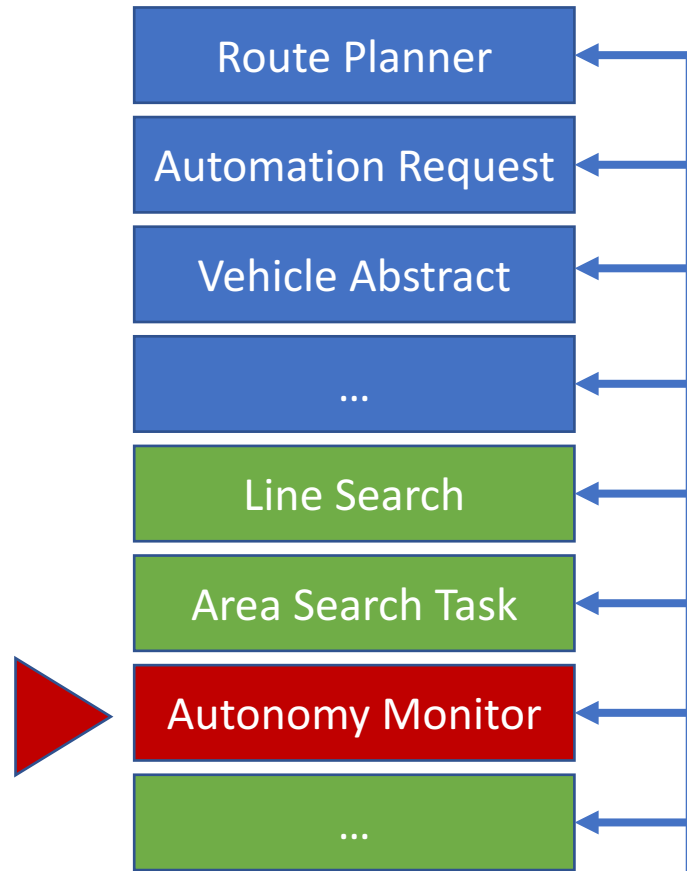 Route Planner
Automation Request
Vehicle Abstract
...
Line Search
Area Search Task
Autonomy Monitor
...